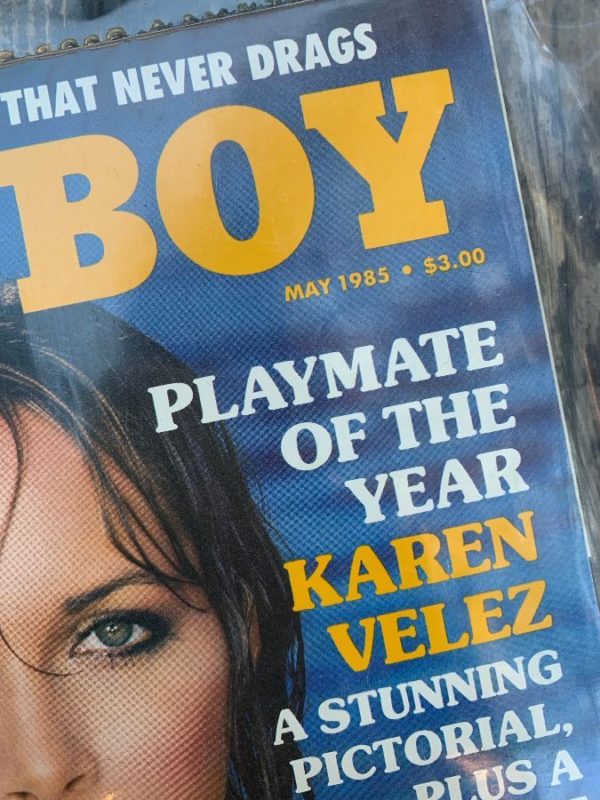 THAT NEVER DRAGS
BOY
MAY 1985 • $3.00
PLAYMATE
OF THE
YEAR
KAREN
VELEZ
A STUNNING
PICTORIAL,
PLUS A